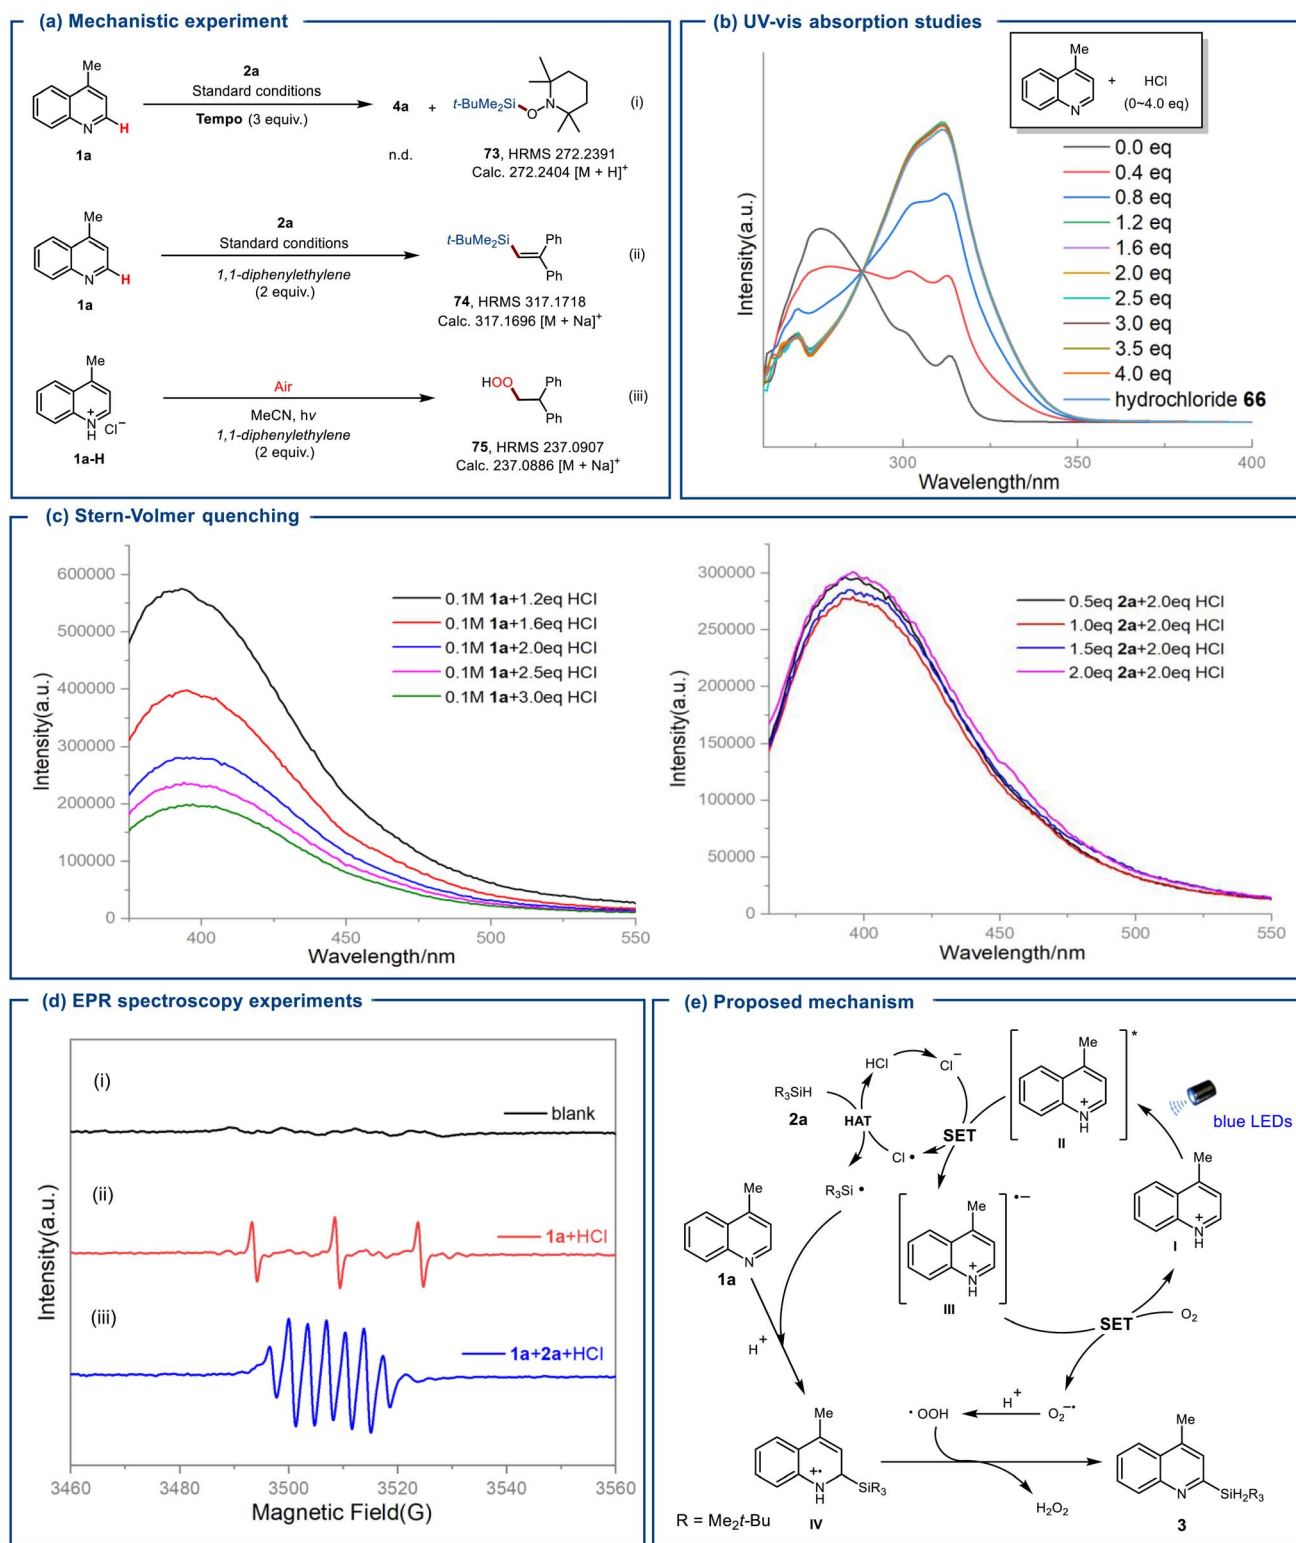 (a) Mechanistic experiment
Me
N
H
1a
2a
Standard conditions
Tempo (3 equiv.)
4a
+
n.d.
t-BuMe₂Si
O
N
73, HRMS 272.2391
Calc. 272.2404 [M + H]⁺
(i)
Me
N
H
1a
2a
Standard conditions
1,1-diphenylethylene
(2 equiv.)
t-BuMe₂Si
Ph
Ph
74, HRMS 317.1718
Calc. 317.1696 [M + Na]⁺
(ii)
Me
+
N
H
Cl⁻
1a-H
Air
MeCN, hv
1,1-diphenylethylene
(2 equiv.)
HOO
Ph
Ph
75, HRMS 237.0907
Calc. 237.0886 [M + Na]⁺
(iii)
(b) UV-vis absorption studies
Me
N
+
HCl
(0~4.0 eq)
0.0 eq
0.4 eq
0.8 eq
1.2 eq
1.6 eq
2.0 eq
2.5 eq
3.0 eq
3.5 eq
4.0 eq
hydrochloride 66
Intensity(a.u.)
300
350
400
Wavelength/nm
(c) Stern-Volmer quenching
600000
500000
400000
300000
200000
100000
0
Intensity(a.u.)
0.1M 1a+1.2eq HCl
0.1M 1a+1.6eq HCl
0.1M 1a+2.0eq HCl
0.1M 1a+2.5eq HCl
0.1M 1a+3.0eq HCl
400
450
500
550
Wavelength/nm
300000
250000
200000
150000
100000
50000
0
Intensity(a.u.)
0.5eq 2a+2.0eq HCl
1.0eq 2a+2.0eq HCl
1.5eq 2a+2.0eq HCl
2.0eq 2a+2.0eq HCl
400
450
500
550
Wavelength/nm
(d) EPR spectroscopy experiments
(i)
blank
(ii)
1a+HCl
(iii)
1a+2a+HCl
Intensity(a.u.)
3460
3480
3500
3520
3540
3560
Magnetic Field(G)
(e) Proposed mechanism
HCl
Cl⁻
R₃SiH
2a
HAT
SET
Cl •
R₃Si •
Me
+
N
H
*
II
blue LEDs
Me
+
N
H
I
Me
N
1a
Me
+
N
H
•−
III
SET
O₂
H⁺
O₂⁻•
H⁺
• OOH
H₂O₂
Me
+•
N
H
SiR₃
IV
R = Me₂t-Bu
Me
N
SiH₂R₃
3